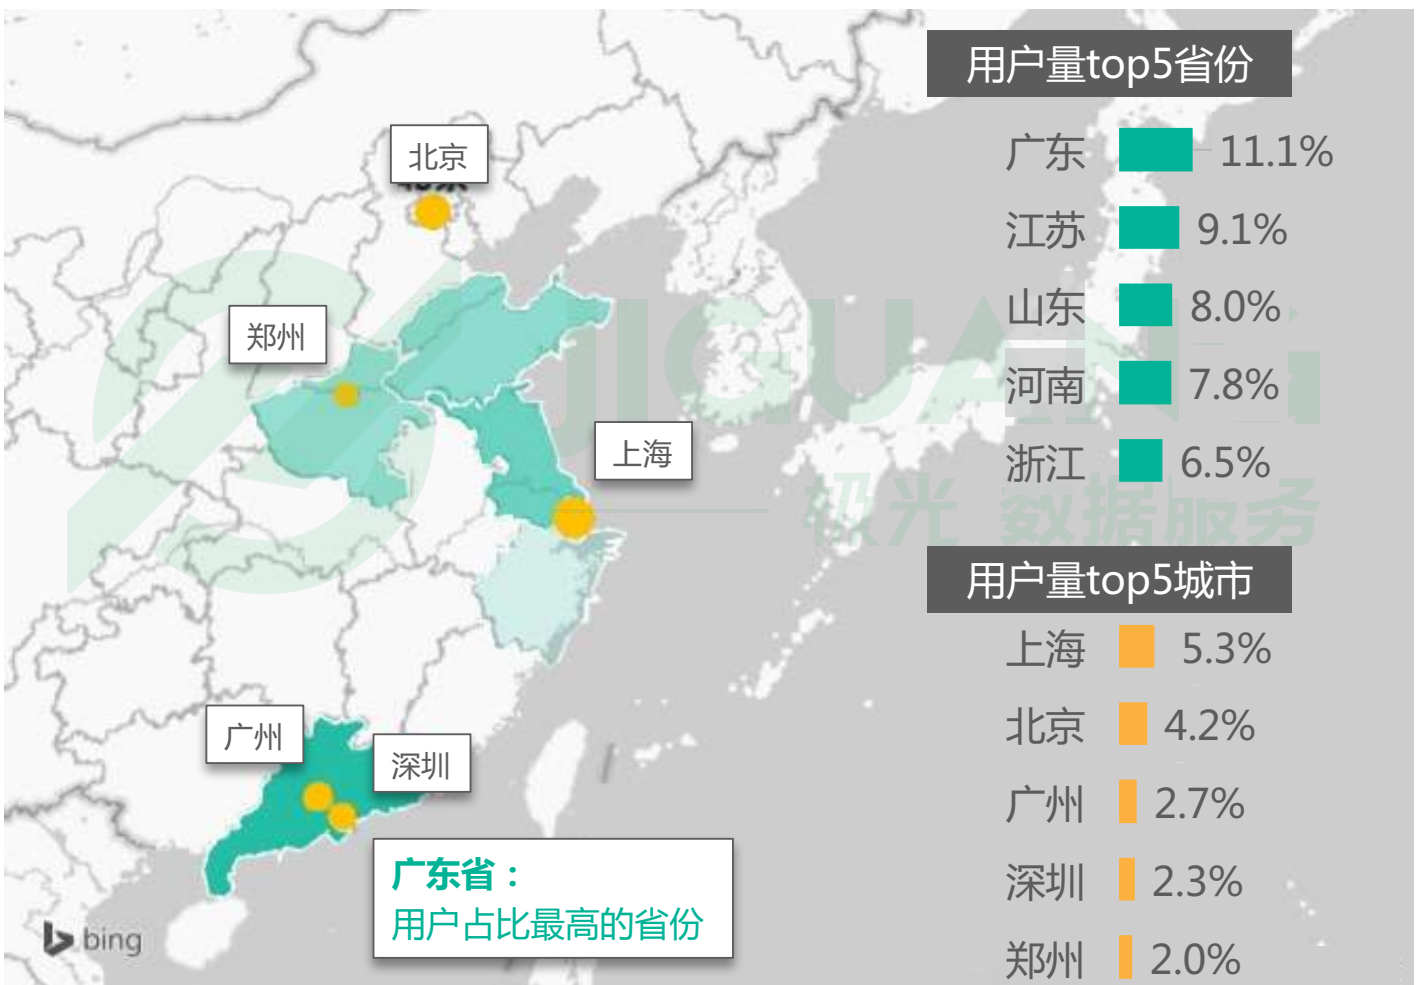 用户量top5省份
广东 11.1%
江苏 9.1%
山东 8.0%
河南 7.8%
浙江 6.5%
用户量top5城市
上海 5.3%
北京 4.2%
广州 2.7%
深圳 2.3%
郑州 2.0%
北京
郑州
上海
广州
深圳
广东省：
用户占比最高的省份
JIGUANG
极光 数据服务
bing